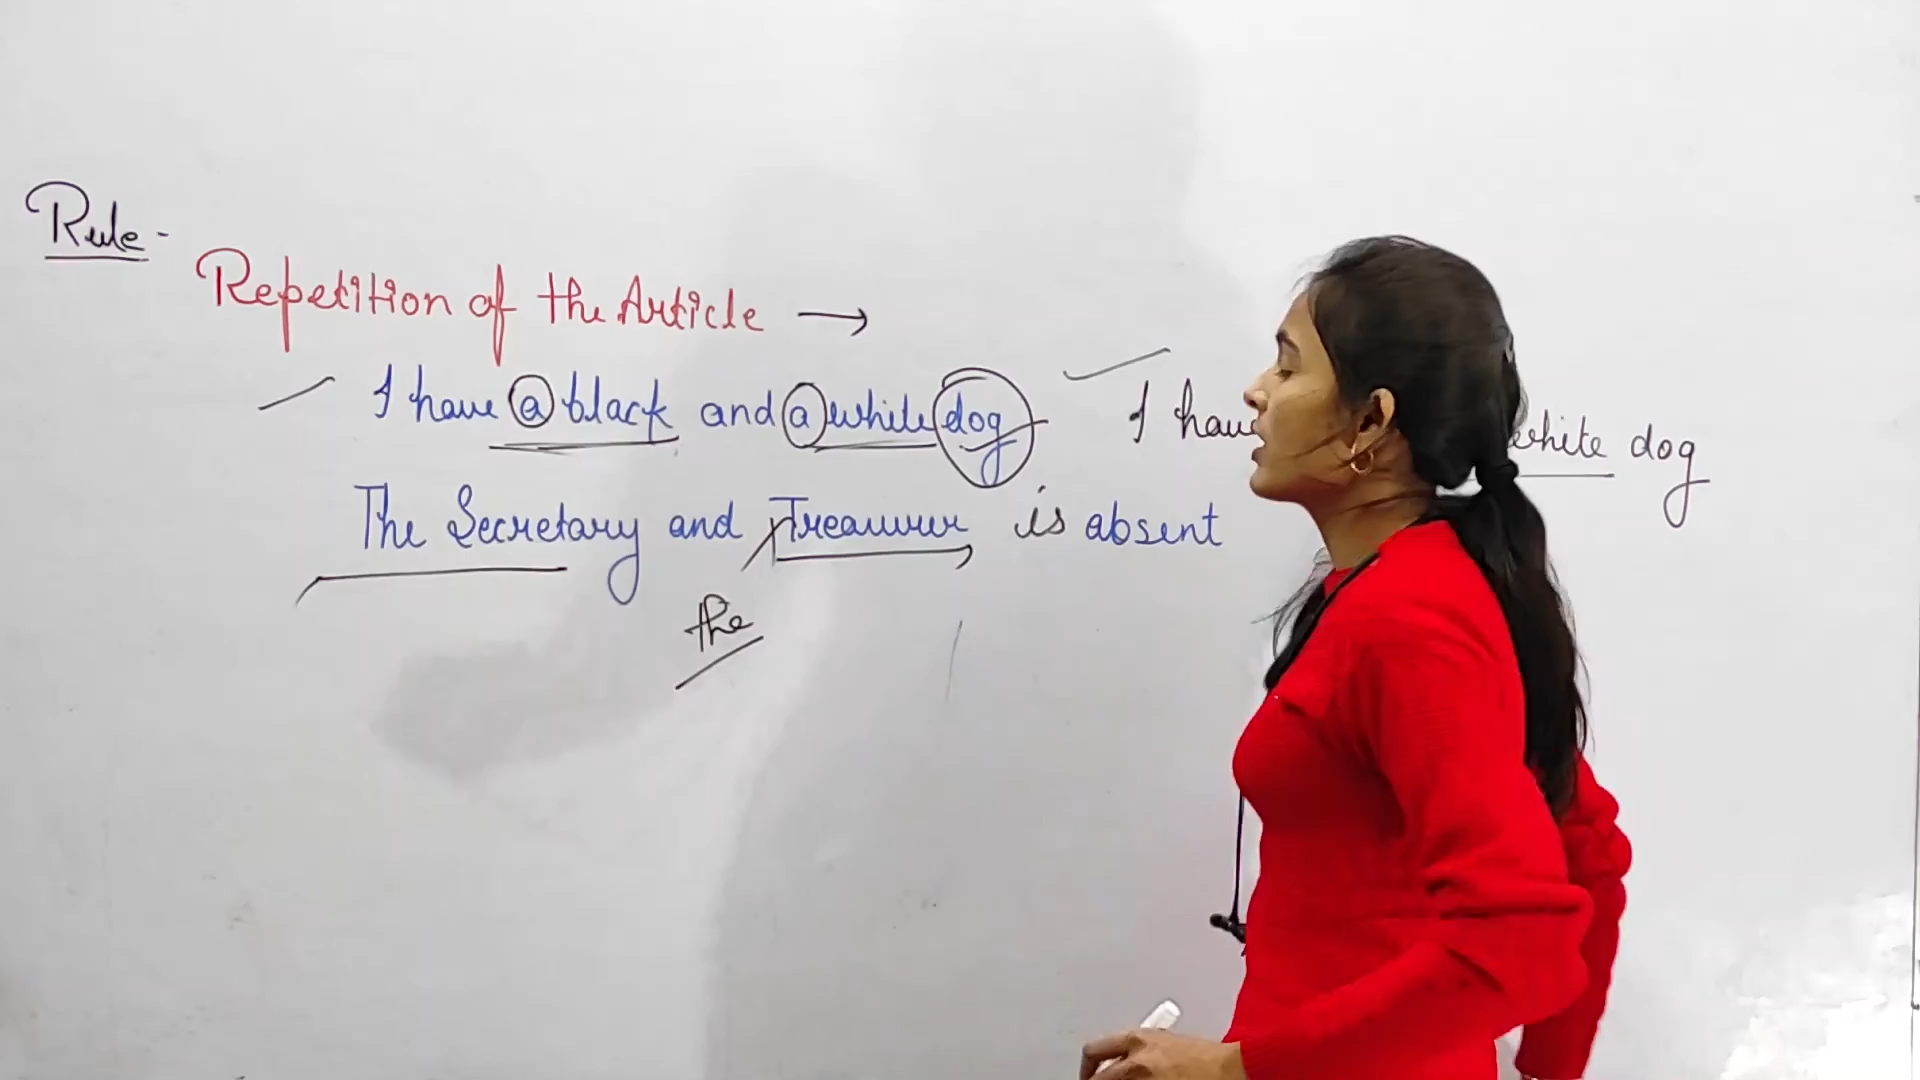 Rule -
Repetition of the Article →
I have a black and a white dog
I have white dog
The Secretary and Treasurer is absent
the